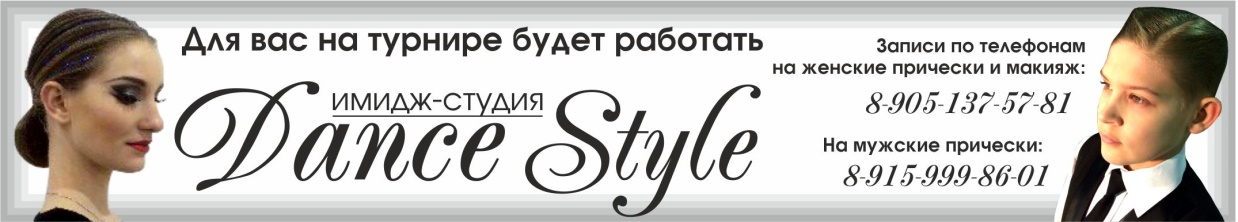 Для вас на турнире будет работать
имидж-студия
Dance Style
Записи по телефонам
на женские прически и макияж:
8-905-137-57-81
На мужские прически:
8-915-999-86-01